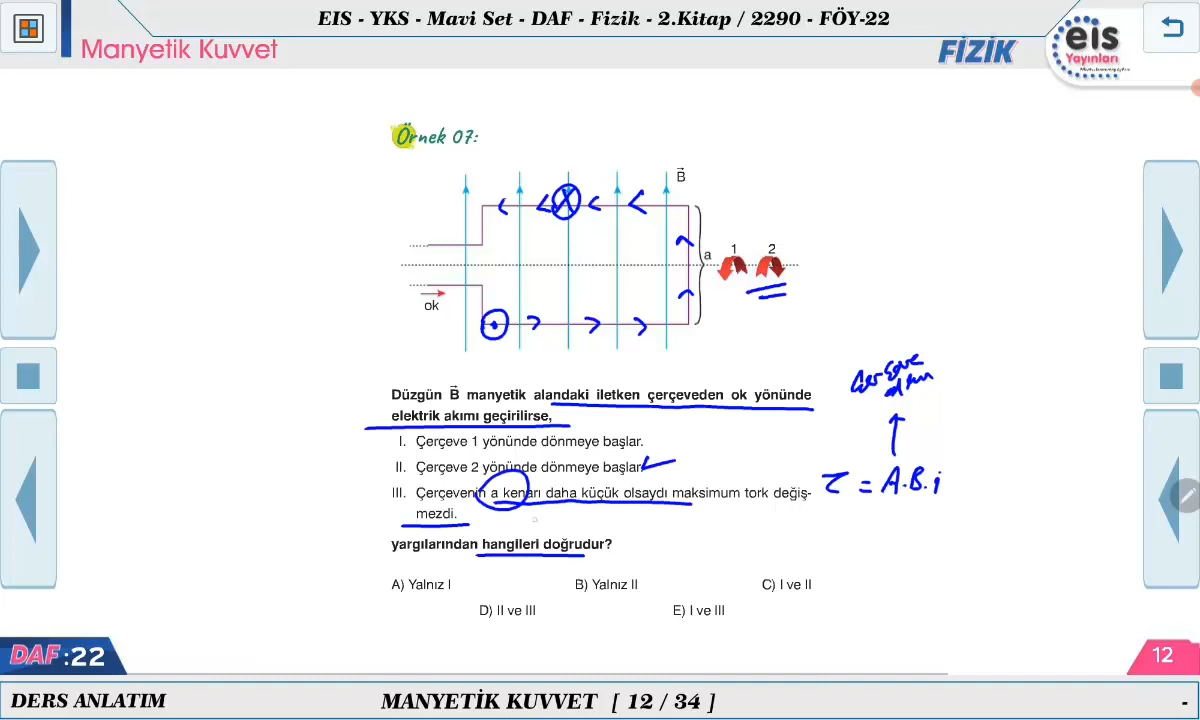 EIS - YKS - Mavi Set - DAF - Fizik - 2.Kitap / 2290 - FÖY-22
Manyetik Kuvvet
FİZİK
eis
Yayınları
Örnek 07:
B
a
1
2
ok
Çerçeve
alanı
Düzgün B manyetik alandaki iletken çerçeveden ok yönünde
elektrik akımı geçirilirse,
I. Çerçeve 1 yönünde dönmeye başlar.
II. Çerçeve 2 yönünde dönmeye başlar.
III. Çerçevenin a kenarı daha küçük olsaydı maksimum tork değiş-
mezdi.
τ = A.B.i
yargılarından hangileri doğrudur?
A) Yalnız I
B) Yalnız II
C) I ve II
D) II ve III
E) I ve III
DAF:22
12
DERS ANLATIM
MANYETİK KUVVET [ 12 / 34 ]
-